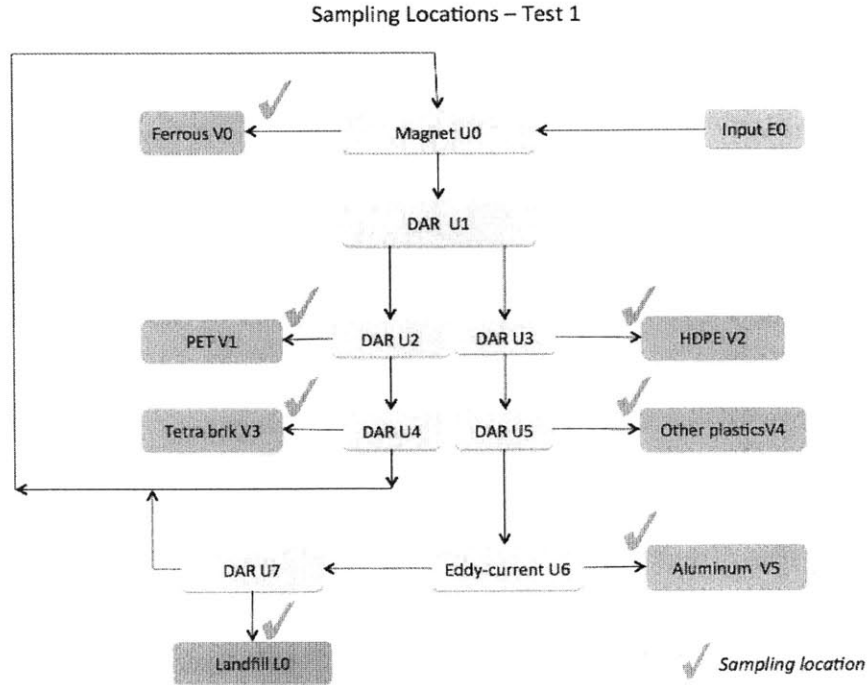 Sampling Locations – Test 1
Ferrous V0
Magnet U0
Input E0
DAR U1
PET V1
DAR U2
DAR U3
HDPE V2
Tetra brik V3
DAR U4
DAR U5
Other plasticsV4
DAR U7
Eddy-current U6
Aluminum V5
Landfill L0
Sampling location